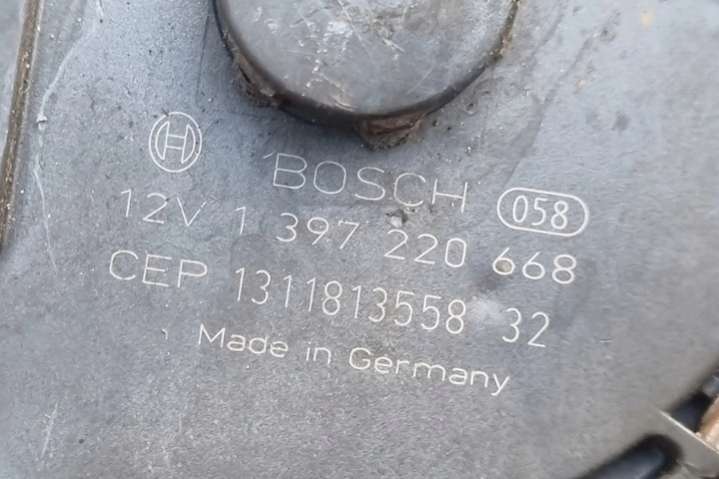 BOSCH 058
12V 1 397 220 668
CEP 1311813558 32
Made in Germany